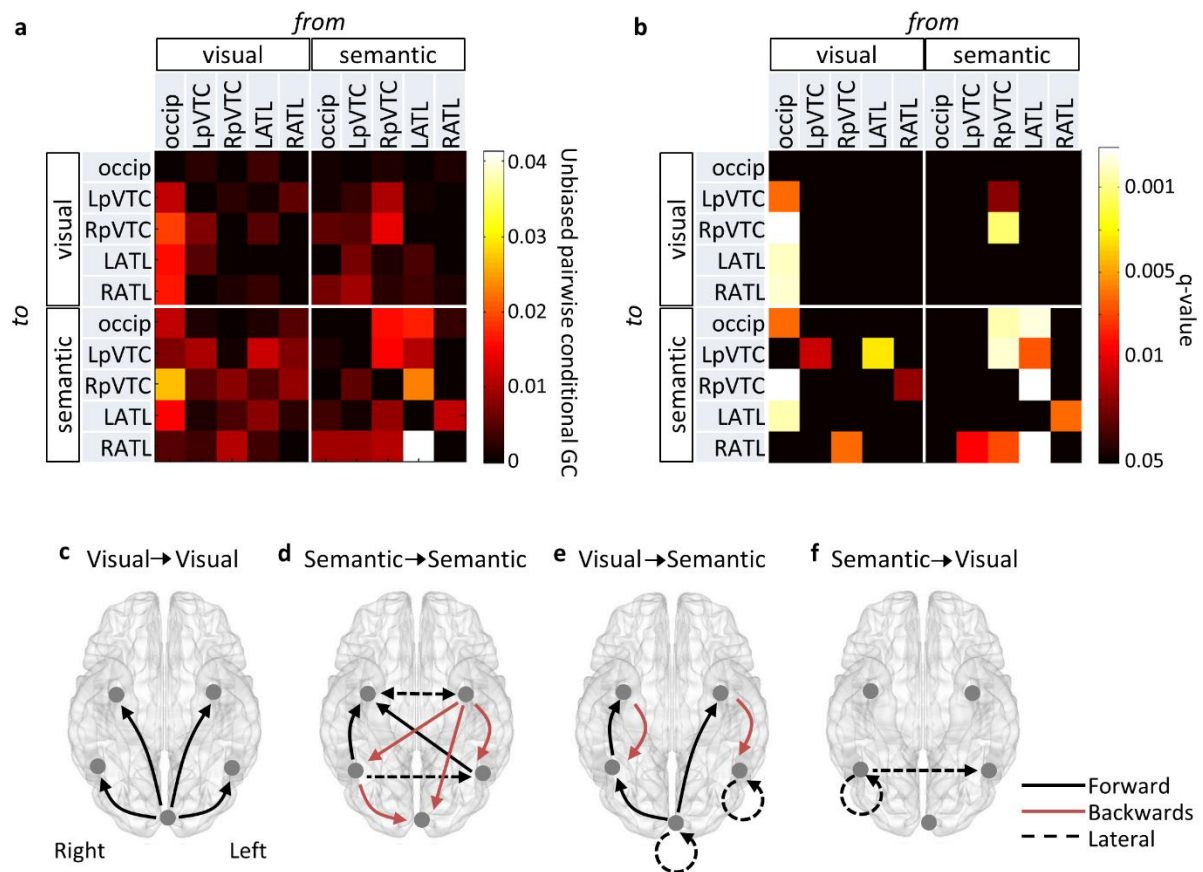 a
from
visual
semantic
occip
LpVTC
RpVTC
LATL
RATL
occip
LpVTC
RpVTC
LATL
RATL
to
visual
occip
LpVTC
RpVTC
LATL
RATL
semantic
occip
LpVTC
RpVTC
LATL
RATL
0.04
0.03
0.02
0.01
0
Unbiased pairwise conditional GC
b
from
visual
semantic
occip
LpVTC
RpVTC
LATL
RATL
occip
LpVTC
RpVTC
LATL
RATL
to
visual
occip
LpVTC
RpVTC
LATL
RATL
semantic
occip
LpVTC
RpVTC
LATL
RATL
0.001
0.005
0.01
0.05
q-value
c
Visual→Visual
Right
Left
d
Semantic→Semantic
e
Visual→Semantic
f
Semantic→Visual
Forward
Backwards
Lateral